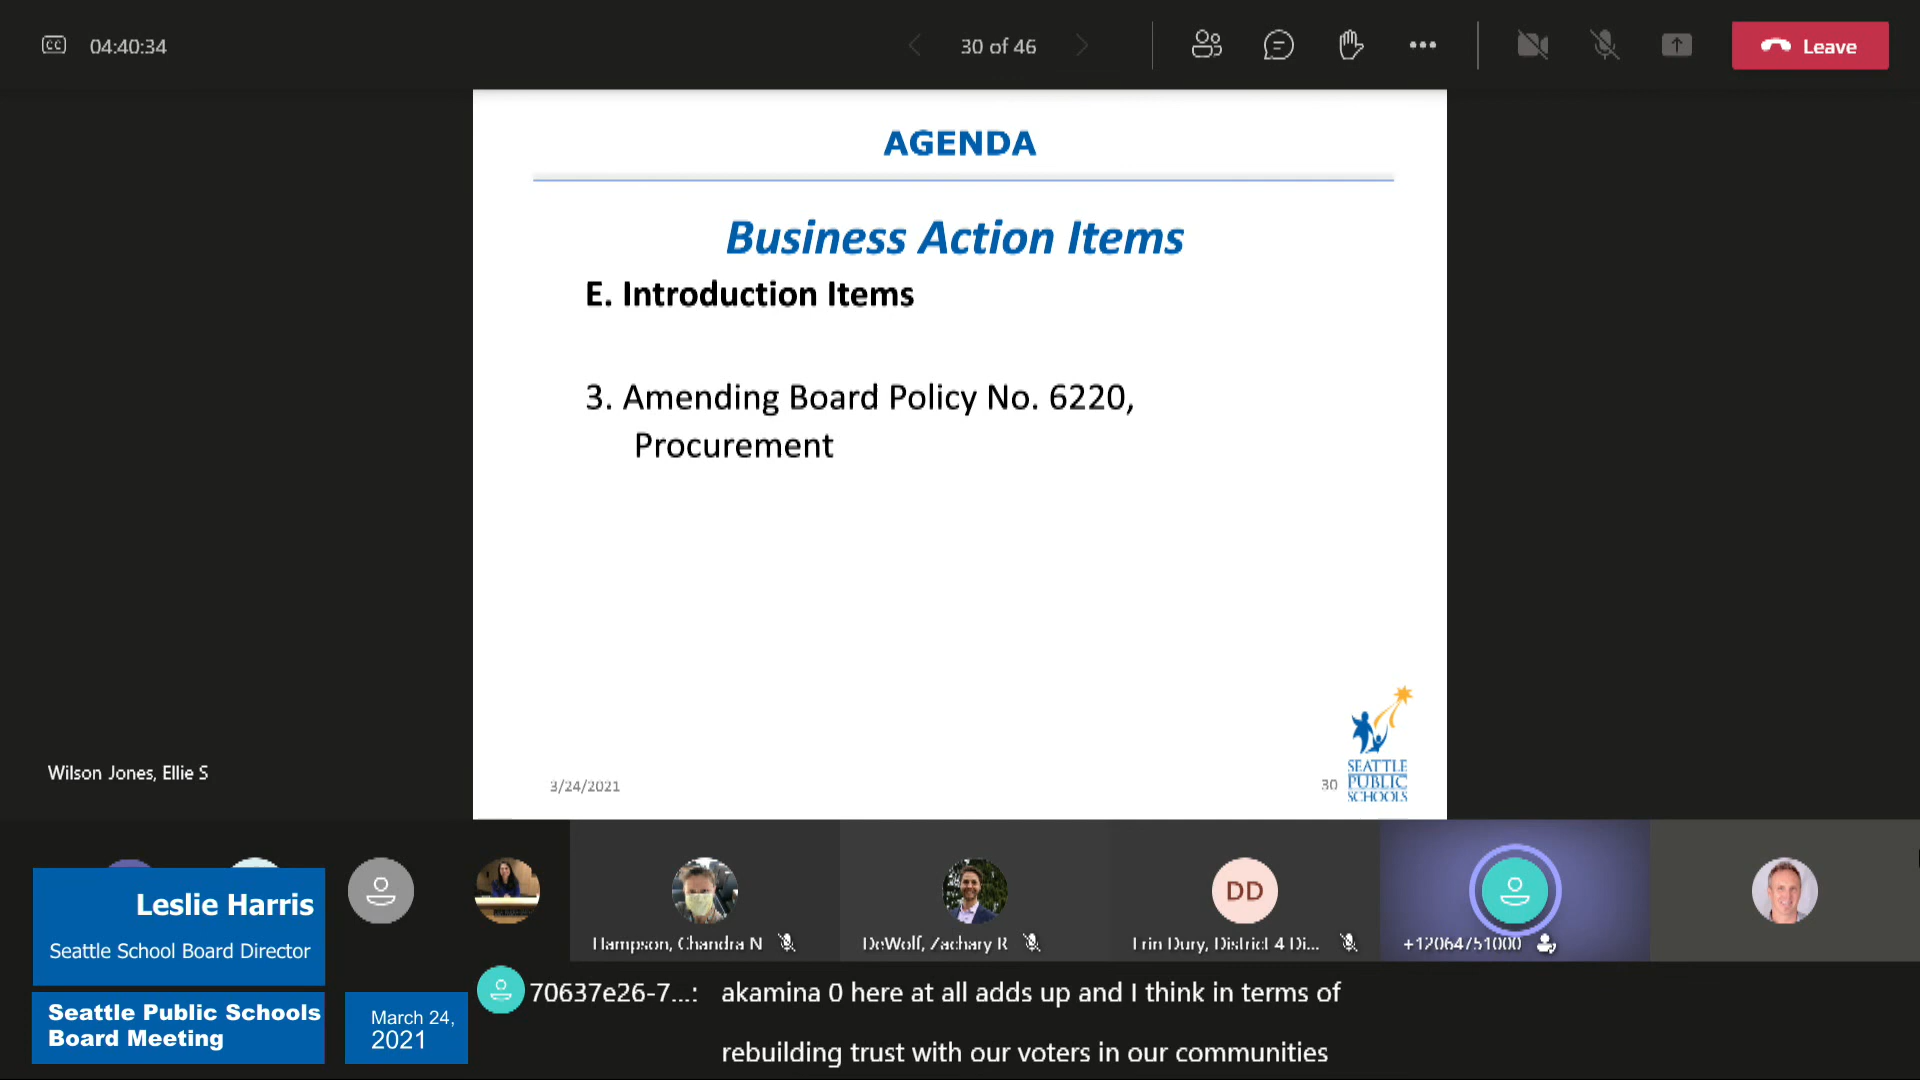 CC 04:40:34
30 of 46
Leave
AGENDA
Business Action Items
E. Introduction Items
3. Amending Board Policy No. 6220,
Procurement
Wilson Jones, Ellie S
3/24/2021
30
SEATTLE
PUBLIC
SCHOOLS
Leslie Harris
Seattle School Board Director
Hampson, Chandra N
DeWolf, Zachary R
DD
Erin Dury, District 4 Di...
+12064751000
70637e26-7...: akamina 0 here at all adds up and I think in terms of
rebuilding trust with our voters in our communities
Seattle Public Schools
Board Meeting
March 24,
2021